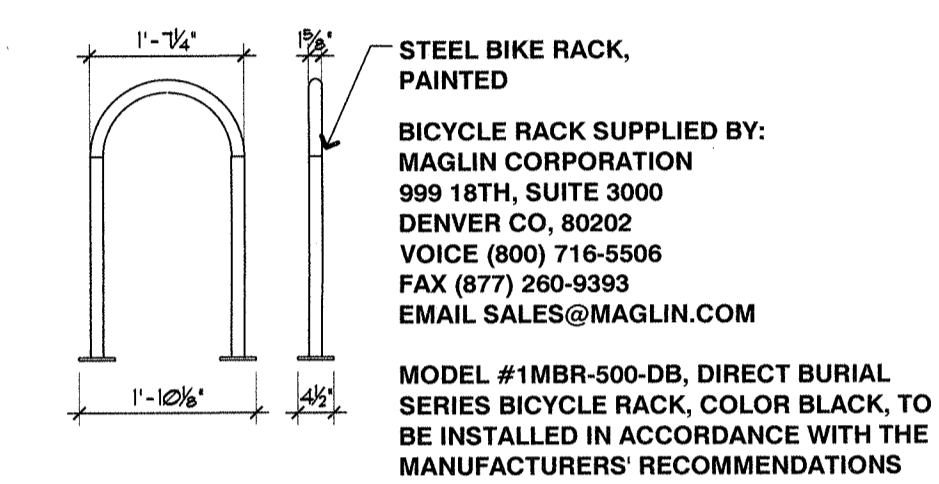 1'-7¼"
1⅝"
STEEL BIKE RACK,
PAINTED
BICYCLE RACK SUPPLIED BY:
MAGLIN CORPORATION
999 18TH, SUITE 3000
DENVER CO, 80202
VOICE (800) 716-5506
FAX (877) 260-9393
EMAIL SALES@MAGLIN.COM
1'-10⅛"
4½"
MODEL #1MBR-500-DB, DIRECT BURIAL
SERIES BICYCLE RACK, COLOR BLACK, TO
BE INSTALLED IN ACCORDANCE WITH THE
MANUFACTURERS' RECOMMENDATIONS